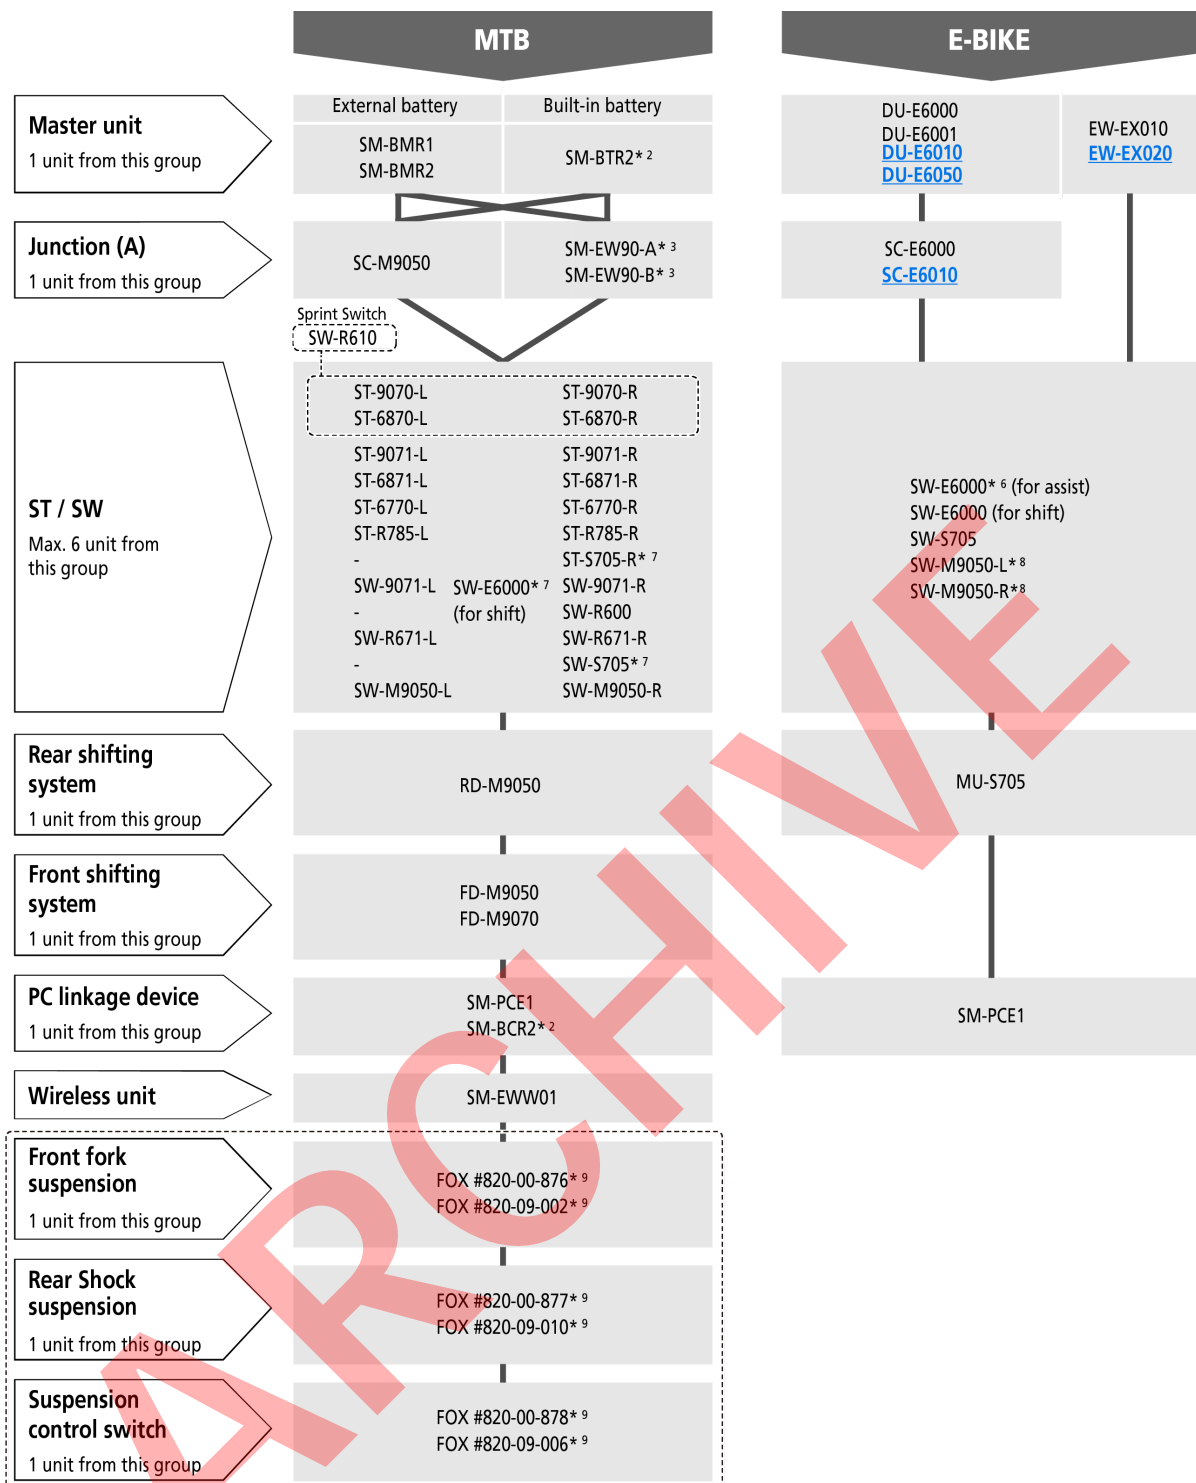 MTB
E-BIKE
Master unit
1 unit from this group
External battery
Built-in battery
SM-BMR1
SM-BMR2
SM-BTR2* 2
DU-E6000
DU-E6001
DU-E6010
DU-E6050
EW-EX010
EW-EX020
Junction (A)
1 unit from this group
SC-M9050
SM-EW90-A* 3
SM-EW90-B* 3
SC-E6000
SC-E6010
Sprint Switch
SW-R610
ST / SW
Max. 6 unit from
this group
ST-9070-L ST-9070-R
ST-6870-L ST-6870-R
ST-9071-L ST-9071-R
ST-6871-L ST-6871-R
ST-6770-L ST-6770-R
ST-R785-L ST-R785-R
- ST-S705-R* 7
SW-9071-L SW-E6000* 7 SW-9071-R
- (for shift) SW-R600
SW-R671-L SW-R671-R
- SW-S705* 7
SW-M9050-L SW-M9050-R
SW-E6000* 6 (for assist)
SW-E6000 (for shift)
SW-S705
SW-M9050-L* 8
SW-M9050-R*8
Rear shifting
system
1 unit from this group
RD-M9050
MU-S705
Front shifting
system
1 unit from this group
FD-M9050
FD-M9070
PC linkage device
1 unit from this group
SM-PCE1
SM-BCR2* 2
SM-PCE1
Wireless unit
SM-EWW01
Front fork
suspension
1 unit from this group
FOX #820-00-876* 9
FOX #820-09-002* 9
Rear Shock
suspension
1 unit from this group
FOX #820-00-877* 9
FOX #820-09-010* 9
Suspension
control switch
1 unit from this group
FOX #820-00-878* 9
FOX #820-09-006* 9
ARCHIVE